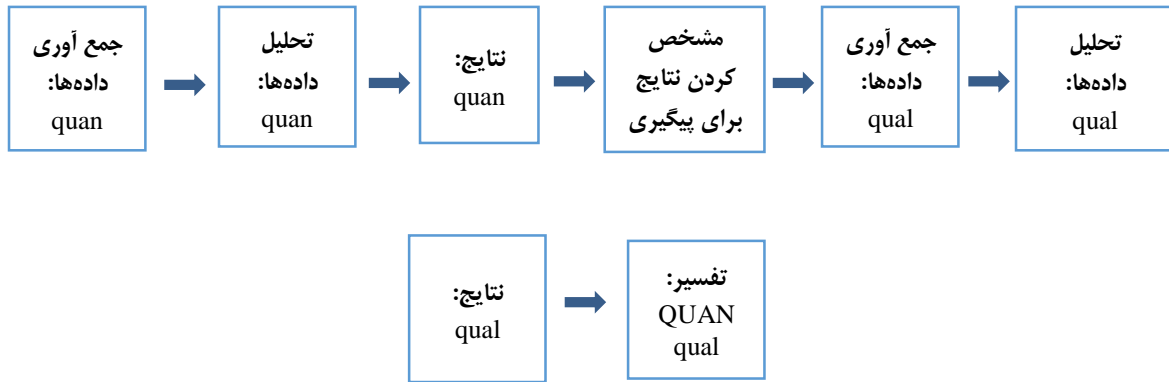 جمع آوری
داده‌ها:
quan
تحلیل
داده‌ها:
quan
نتایج:
quan
مشخص
کردن نتایج
برای پیگیری
جمع آوری
داده‌ها:
qual
تحلیل
داده‌ها:
qual
نتایج:
qual
تفسیر:
QUAN
qual